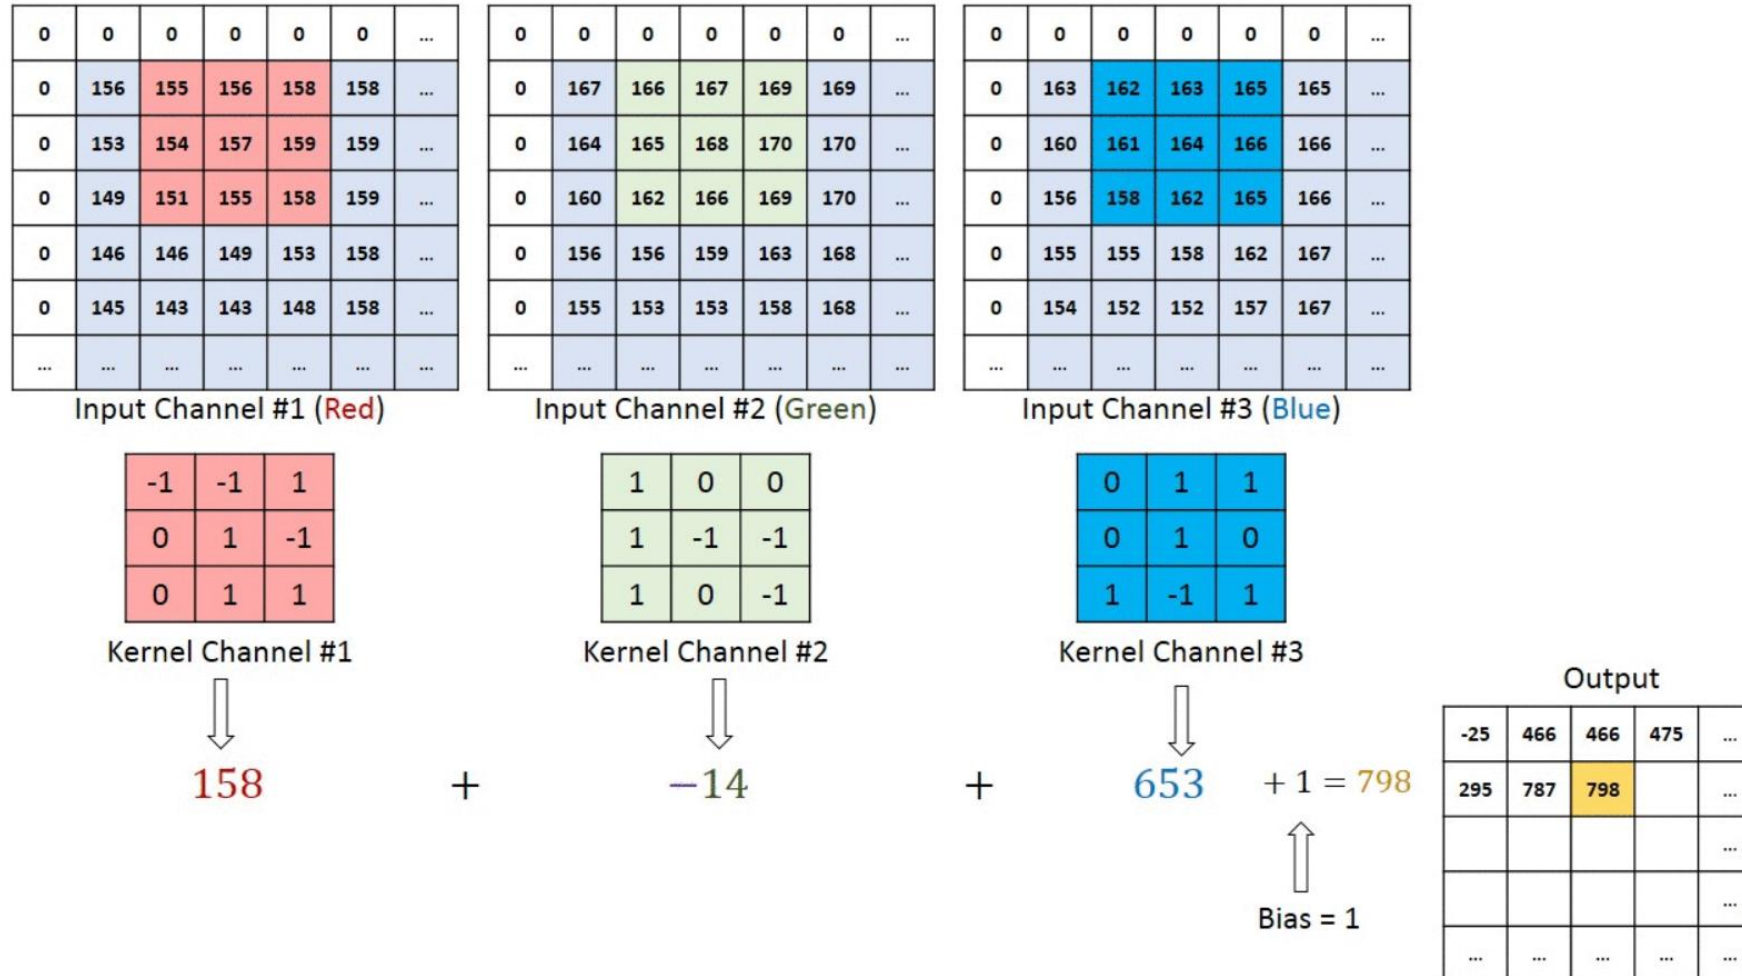 0 0 0 0 0 0 ... 0 0 0 0 0 0 ... 0 0 0 0 0 0 ...
0 156 155 156 158 158 ... 0 167 166 167 169 169 ... 0 163 162 163 165 165 ...
0 153 154 157 159 159 ... 0 164 165 168 170 170 ... 0 160 161 164 166 166 ...
0 149 151 155 158 159 ... 0 160 162 166 169 170 ... 0 156 158 162 165 166 ...
0 146 146 149 153 158 ... 0 156 156 159 163 168 ... 0 155 155 158 162 167 ...
0 145 143 143 148 158 ... 0 155 153 153 158 168 ... 0 154 152 152 157 167 ...
... ... ... ... ... ... ... ... ... ... ... ... ... ... ... ... ... ... ... ... ...
Input Channel #1 (Red) Input Channel #2 (Green) Input Channel #3 (Blue)
-1 -1 1 1 0 0 0 1 1
0 1 -1 1 -1 -1 0 1 0
0 1 1 1 0 -1 1 -1 1
Kernel Channel #1 Kernel Channel #2 Kernel Channel #3
158 + −14 + 653 + 1 = 798
Bias = 1
Output
-25 466 466 475 ...
295 787 798 ...
...
...
... ... ... ... ...